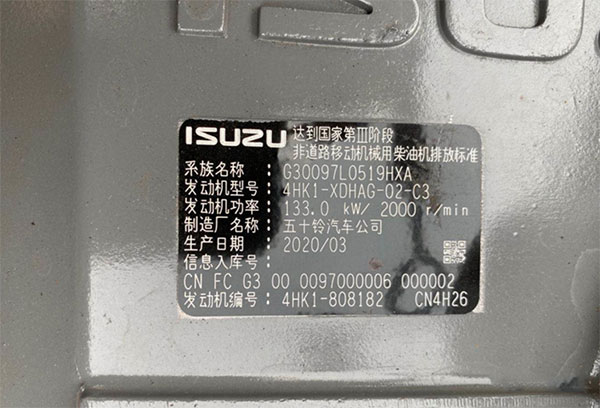 ISUZU 达到国家第Ⅲ阶段
非道路移动机械用柴油机排放标准
系族名称： G30097L0519HXA
发动机型号： 4HK1-XDHAG-02-C3
发动机功率： 133.0 kW/ 2000 r/min
制造厂名称： 五十铃汽车公司
生产日期： 2020/03
信息入库号：
CN FC G3 00 0097000006 000002
发动机编号： 4HK1-808182 CN4H26